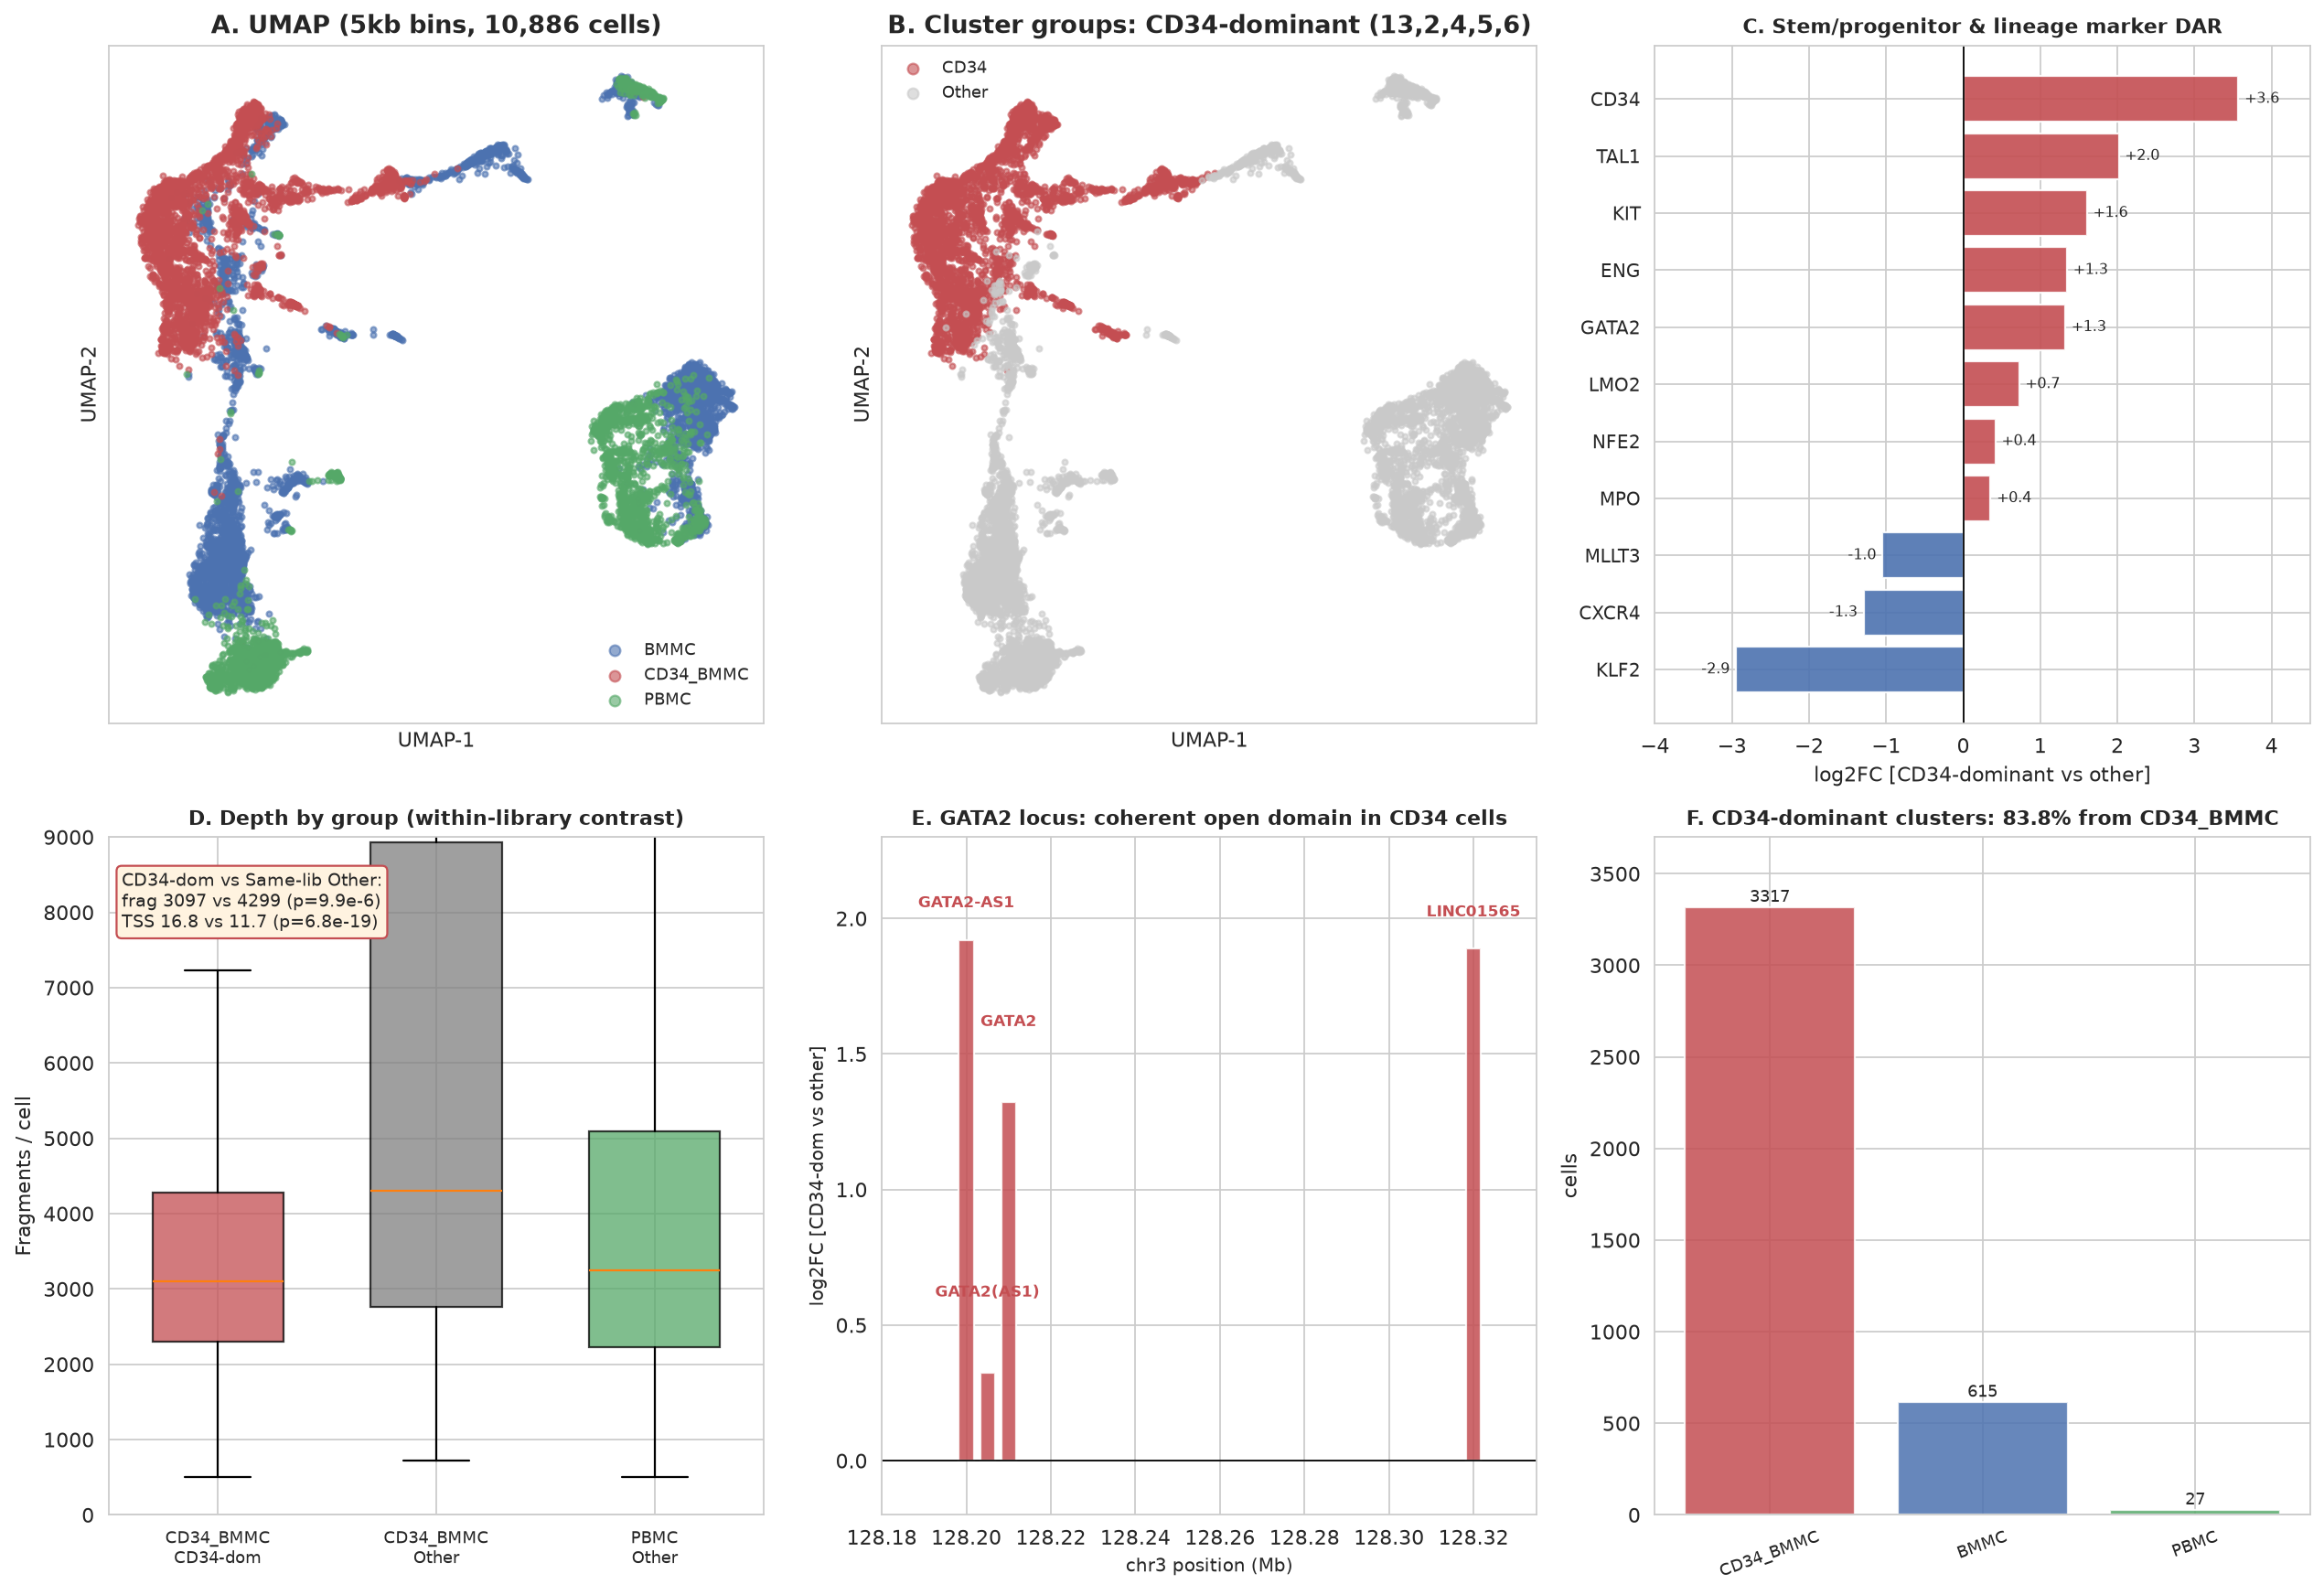 A. UMAP (5kb bins, 10,886 cells)
UMAP-2
BMMC
CD34_BMMC
PBMC
UMAP-1
B. Cluster groups: CD34-dominant (13,2,4,5,6)
CD34
Other
UMAP-2
UMAP-1
C. Stem/progenitor & lineage marker DAR
CD34
+3.6
TAL1
+2.0
KIT
+1.6
ENG
+1.3
GATA2
+1.3
LMO2
+0.7
NFE2
+0.4
MPO
+0.4
MLLT3
-1.0
CXCR4
-1.3
KLF2
-2.9
−4 −3 −2 −1 0 1 2 3 4
log2FC [CD34-dominant vs other]
D. Depth by group (within-library contrast)
Fragments / cell
9000
8000
7000
6000
5000
4000
3000
2000
1000
0
CD34-dom vs Same-lib Other:
frag 3097 vs 4299 (p=9.9e-6)
TSS 16.8 vs 11.7 (p=6.8e-19)
CD34_BMMC
CD34-dom
CD34_BMMC
Other
PBMC
Other
E. GATA2 locus: coherent open domain in CD34 cells
log2FC [CD34-dom vs other]
2.0
1.5
1.0
0.5
0.0
GATA2-AS1
LINC01565
GATA2
GATA2(AS1)
128.18 128.20 128.22 128.24 128.26 128.28 128.30 128.32
chr3 position (Mb)
F. CD34-dominant clusters: 83.8% from CD34_BMMC
cells
3500
3000
2500
2000
1500
1000
500
0
3317
615
27
CD34_BMMC
BMMC
PBMC